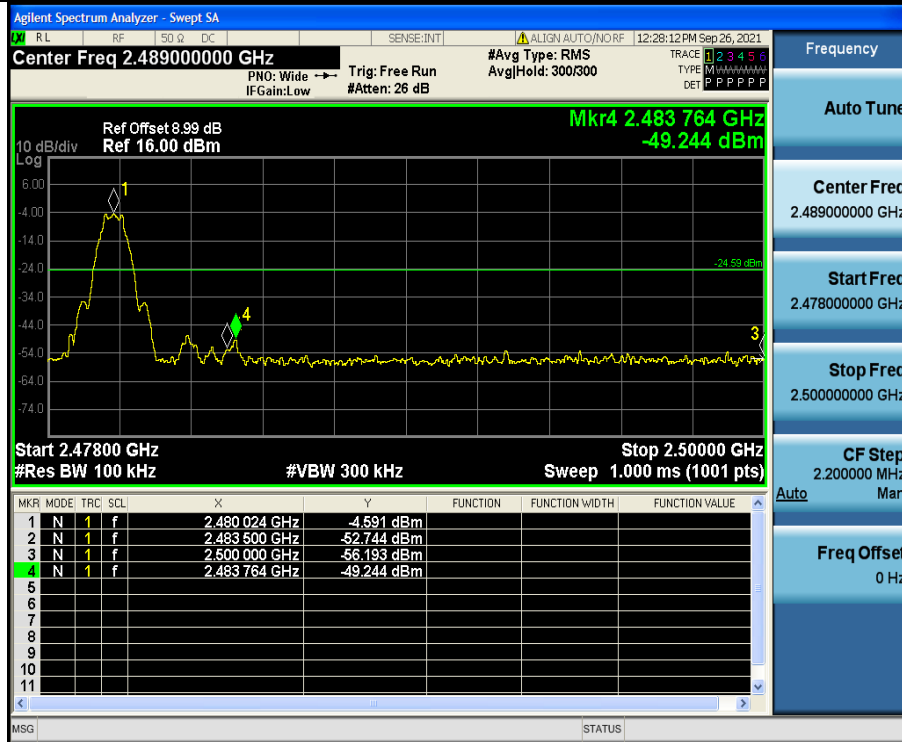 Agilent Spectrum Analyzer - Swept SA
LXI RL RF 50 Ω DC SENSE:INT ALIGN AUTO/NO RF 12:28:12 PM Sep 26, 2021
Center Freq 2.489000000 GHz
PNO: Wide
IFGain:Low
Trig: Free Run
#Atten: 26 dB
#Avg Type: RMS
Avg|Hold: 300/300
TRACE 1 2 3 4 5 6
TYPE M WWWWW
DET P P P P P P
Mkr4 2.483 764 GHz
-49.244 dBm
Ref Offset 8.99 dB
10 dB/div Ref 16.00 dBm
Log
6.00
-4.00
-14.0
-24.0
-34.0
-44.0
-54.0
-64.0
-74.0
1
4
3
-24.59 dBm
Start 2.47800 GHz Stop 2.50000 GHz
#Res BW 100 kHz #VBW 300 kHz Sweep 1.000 ms (1001 pts)
MKR MODE TRC SCL X Y FUNCTION FUNCTION WIDTH FUNCTION VALUE
1 N 1 f 2.480 024 GHz -4.591 dBm
2 N 1 f 2.483 500 GHz -52.744 dBm
3 N 1 f 2.500 000 GHz -56.193 dBm
4 N 1 f 2.483 764 GHz -49.244 dBm
5
6
7
8
9
10
11
MSG STATUS
Frequency
Auto Tune
Center Freq
2.489000000 GHz
Start Freq
2.478000000 GHz
Stop Freq
2.500000000 GHz
CF Step
2.200000 MHz
Auto Man
Freq Offset
0 Hz